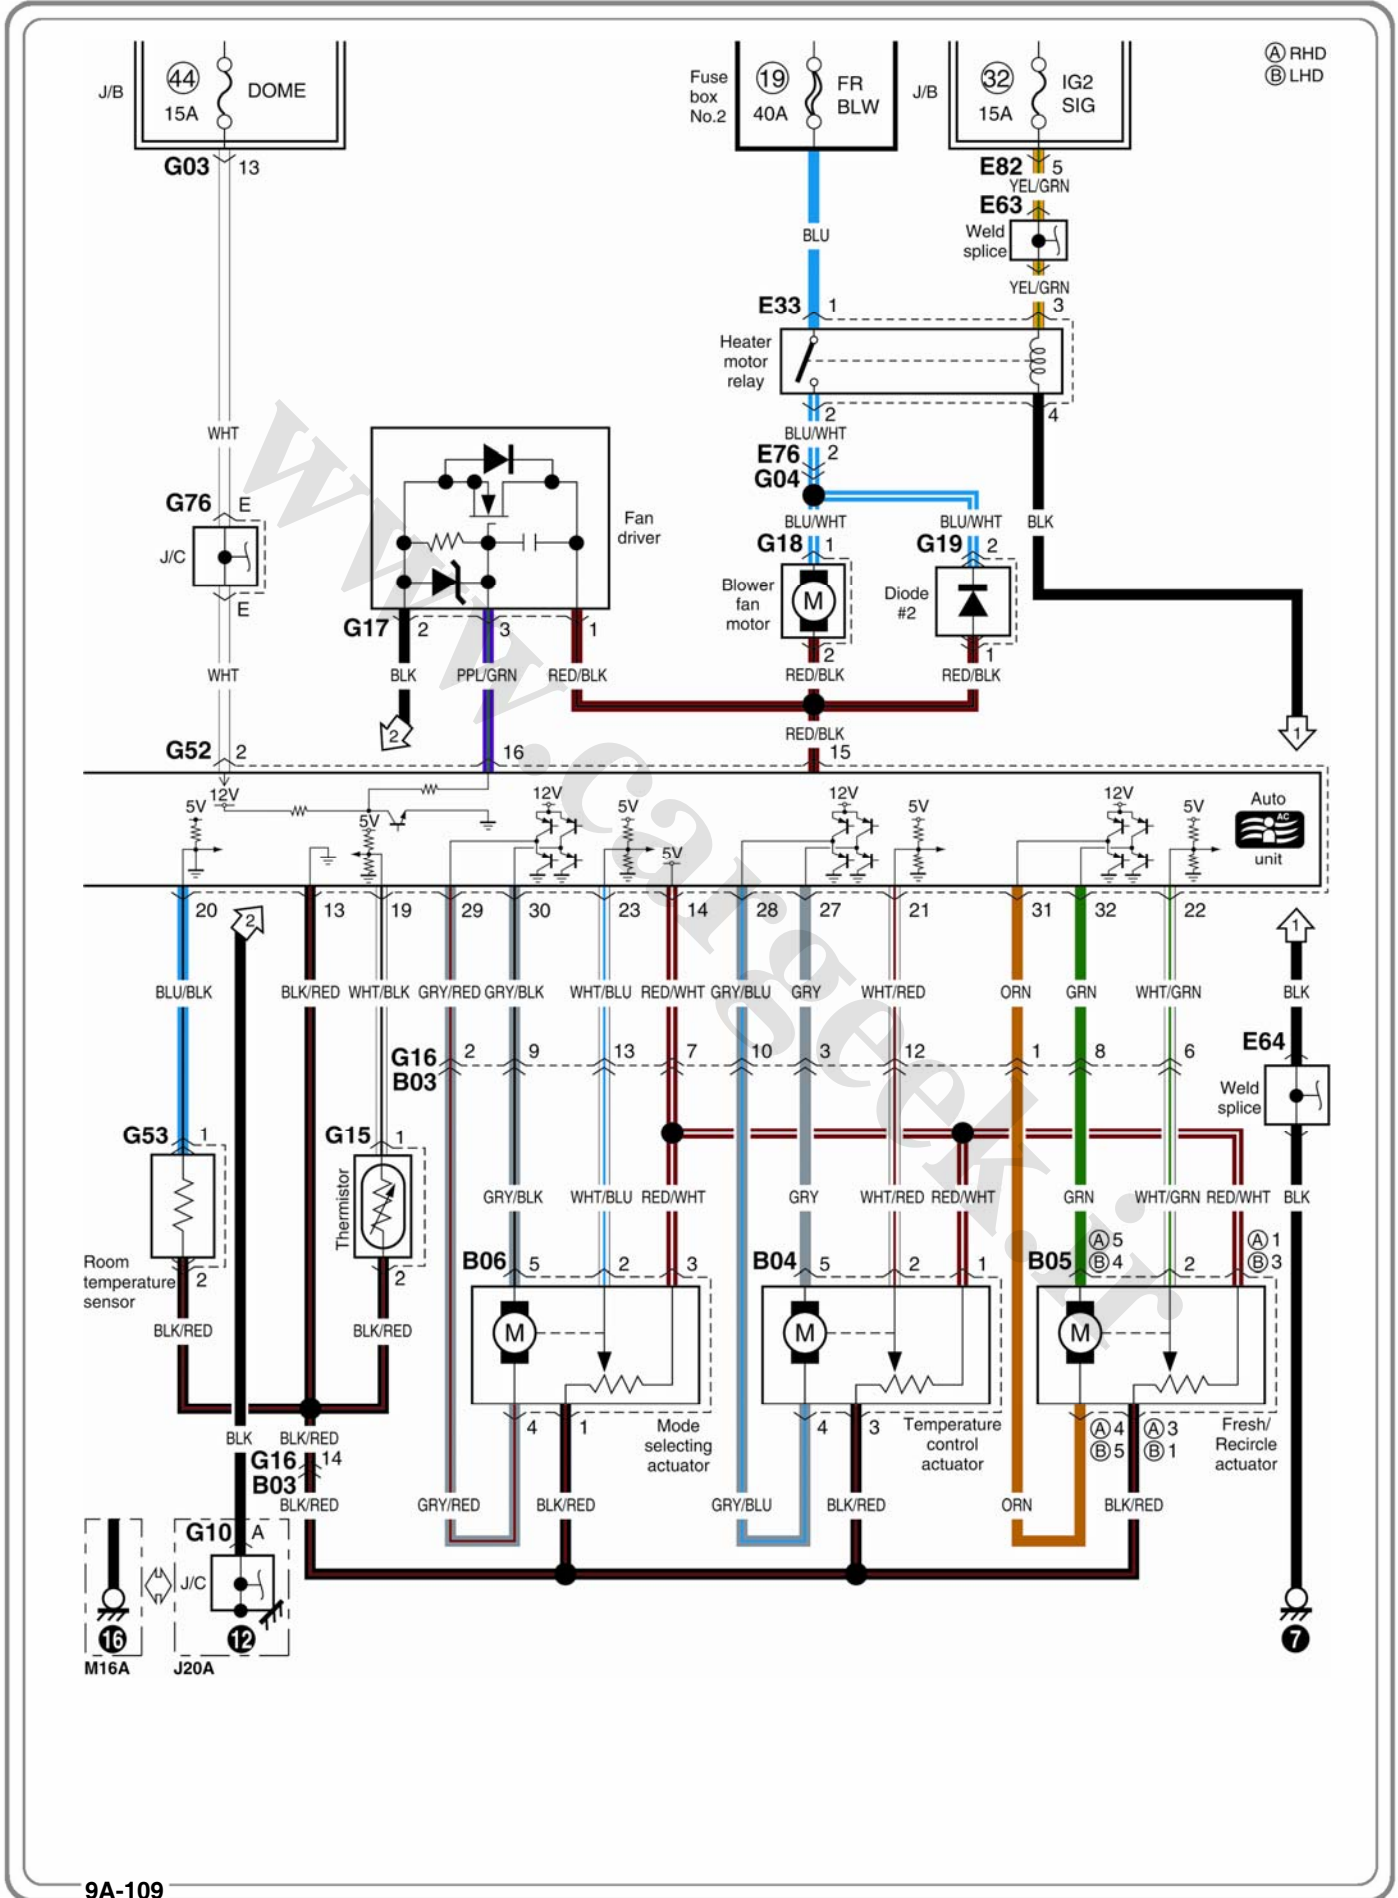 44
15A
DOME
J/B
G03
13
Fuse
box
No.2
19
40A
FR
BLW
J/B
32
15A
IG2
SIG
A RHD
B LHD
E82
5
YEL/GRN
E63
Weld
splice
YEL/GRN
BLU
E33
1
3
Heater
motor
relay
2
4
BLU/WHT
WHT
E76
2
G04
BLU/WHT
BLU/WHT
BLK
G76
E
J/C
E
Fan
driver
G18
1
G19
2
Blower
fan
motor
M
Diode
#2
G17
2
3
1
2
1
WHT
BLK
PPL/GRN
RED/BLK
RED/BLK
RED/BLK
2
RED/BLK
1
G52
2
16
15
5V
12V
5V
12V
5V
5V
12V
5V
12V
5V
Auto
AC
unit
20
2
13
19
29
30
23
14
28
27
21
31
32
22
1
BLU/BLK
BLK/RED
WHT/BLK
GRY/RED
GRY/BLK
WHT/BLU
RED/WHT
GRY/BLU
GRY
WHT/RED
ORN
GRN
WHT/GRN
BLK
G16
B03
2
9
13
7
10
3
12
1
8
6
E64
Weld
splice
G53
1
G15
1
Thermistor
GRY/BLK
WHT/BLU
RED/WHT
GRY
WHT/RED
RED/WHT
GRN
WHT/GRN
RED/WHT
BLK
Room
temperature
sensor
2
2
B06
5
2
3
B04
5
2
1
B05
A 5
B 4
2
A 1
B 3
BLK/RED
BLK/RED
M
M
M
4
1
Mode
selecting
actuator
4
3
Temperature
control
actuator
A 4
B 5
A 3
B 1
Fresh/
Recircle
actuator
BLK
BLK/RED
G16
B03
14
BLK/RED
GRY/RED
BLK/RED
GRY/BLU
BLK/RED
ORN
BLK/RED
G10
A
J/C
16
12
7
M16A
J20A
www.cargeek.ir
9A-109